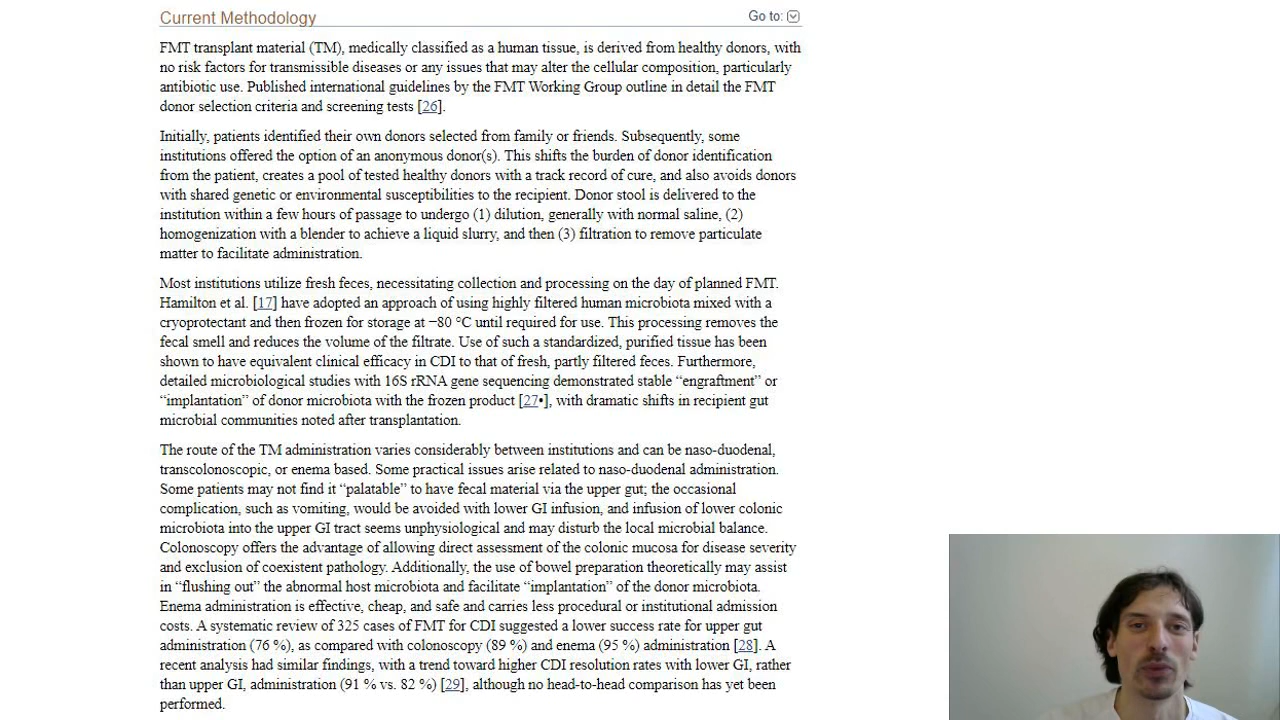 Current Methodology
Go to:
FMT transplant material (TM), medically classified as a human tissue, is derived from healthy donors, with
no risk factors for transmissible diseases or any issues that may alter the cellular composition, particularly
antibiotic use. Published international guidelines by the FMT Working Group outline in detail the FMT
donor selection criteria and screening tests [26].
Initially, patients identified their own donors selected from family or friends. Subsequently, some
institutions offered the option of an anonymous donor(s). This shifts the burden of donor identification
from the patient, creates a pool of tested healthy donors with a track record of cure, and also avoids donors
with shared genetic or environmental susceptibilities to the recipient. Donor stool is delivered to the
institution within a few hours of passage to undergo (1) dilution, generally with normal saline, (2)
homogenization with a blender to achieve a liquid slurry, and then (3) filtration to remove particulate
matter to facilitate administration.
Most institutions utilize fresh feces, necessitating collection and processing on the day of planned FMT.
Hamilton et al. [17] have adopted an approach of using highly filtered human microbiota mixed with a
cryoprotectant and then frozen for storage at −80 °C until required for use. This processing removes the
fecal smell and reduces the volume of the filtrate. Use of such a standardized, purified tissue has been
shown to have equivalent clinical efficacy in CDI to that of fresh, partly filtered feces. Furthermore,
detailed microbiological studies with 16S rRNA gene sequencing demonstrated stable “engraftment” or
“implantation” of donor microbiota with the frozen product [27•], with dramatic shifts in recipient gut
microbial communities noted after transplantation.
The route of the TM administration varies considerably between institutions and can be naso-duodenal,
transcolonoscopic, or enema based. Some practical issues arise related to naso-duodenal administration.
Some patients may not find it “palatable” to have fecal material via the upper gut; the occasional
complication, such as vomiting, would be avoided with lower GI infusion, and infusion of lower colonic
microbiota into the upper GI tract seems unphysiological and may disturb the local microbial balance.
Colonoscopy offers the advantage of allowing direct assessment of the colonic mucosa for disease severity
and exclusion of coexistent pathology. Additionally, the use of bowel preparation theoretically may assist
in “flushing out” the abnormal host microbiota and facilitate “implantation” of the donor microbiota.
Enema administration is effective, cheap, and safe and carries less procedural or institutional admission
costs. A systematic review of 325 cases of FMT for CDI suggested a lower success rate for upper gut
administration (76 %), as compared with colonoscopy (89 %) and enema (95 %) administration [28]. A
recent analysis had similar findings, with a trend toward higher CDI resolution rates with lower GI, rather
than upper GI, administration (91 % vs. 82 %) [29], although no head-to-head comparison has yet been
performed.